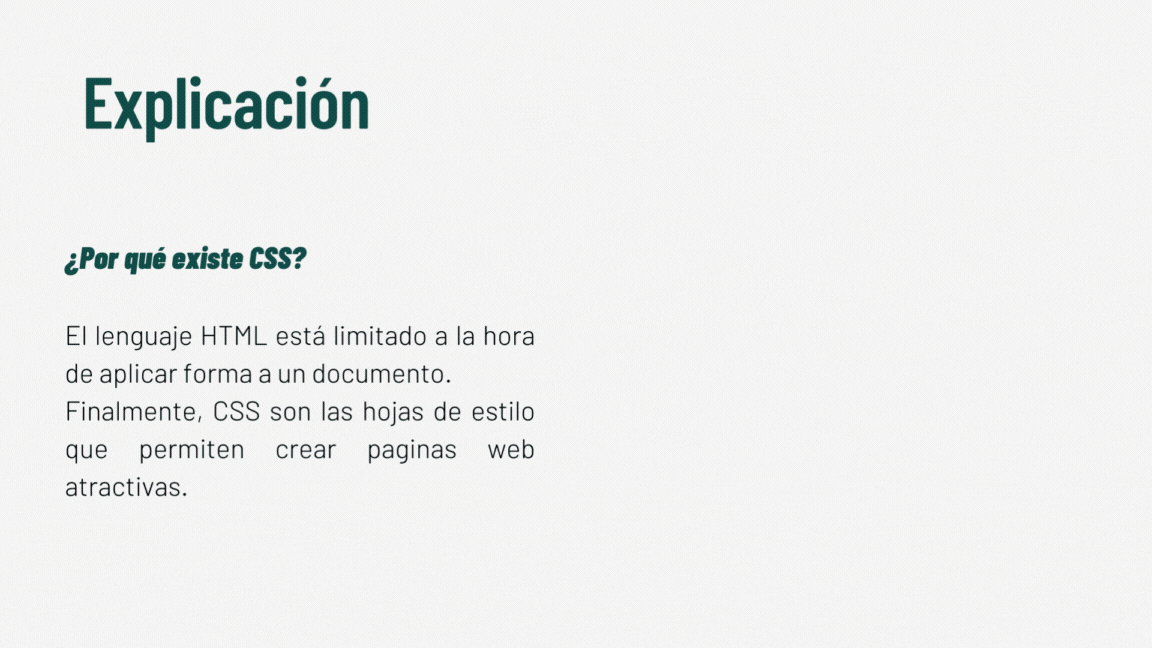 Explicación
¿Por qué existe CSS?
El lenguaje HTML está limitado a la hora
de aplicar forma a un documento.
Finalmente, CSS son las hojas de estilo
que permiten crear paginas web
atractivas.